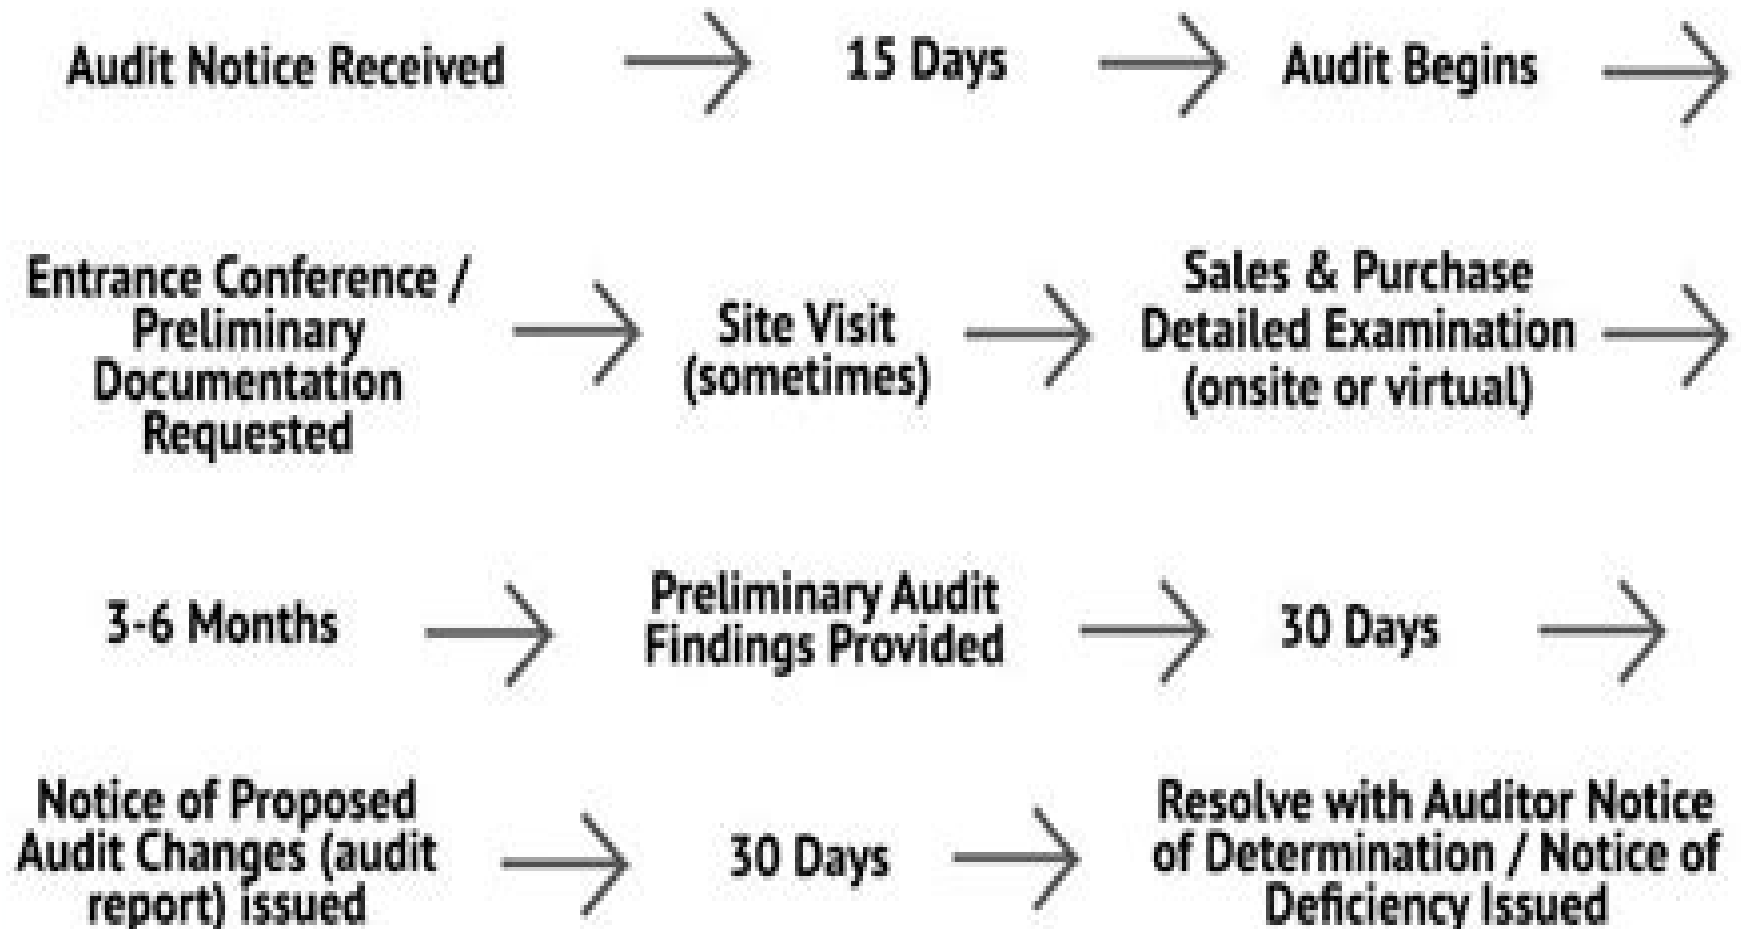 Audit Notice Received
15 Days
Audit Begins
Entrance Conference /
Preliminary
Documentation
Requested
Site Visit
(sometimes)
Sales & Purchase
Detailed Examination
(onsite or virtual)
3-6 Months
Preliminary Audit
Findings Provided
30 Days
Notice of Proposed
Audit Changes (audit
report) issued
30 Days
Resolve with Auditor Notice
of Determination / Notice of
Deficiency Issued